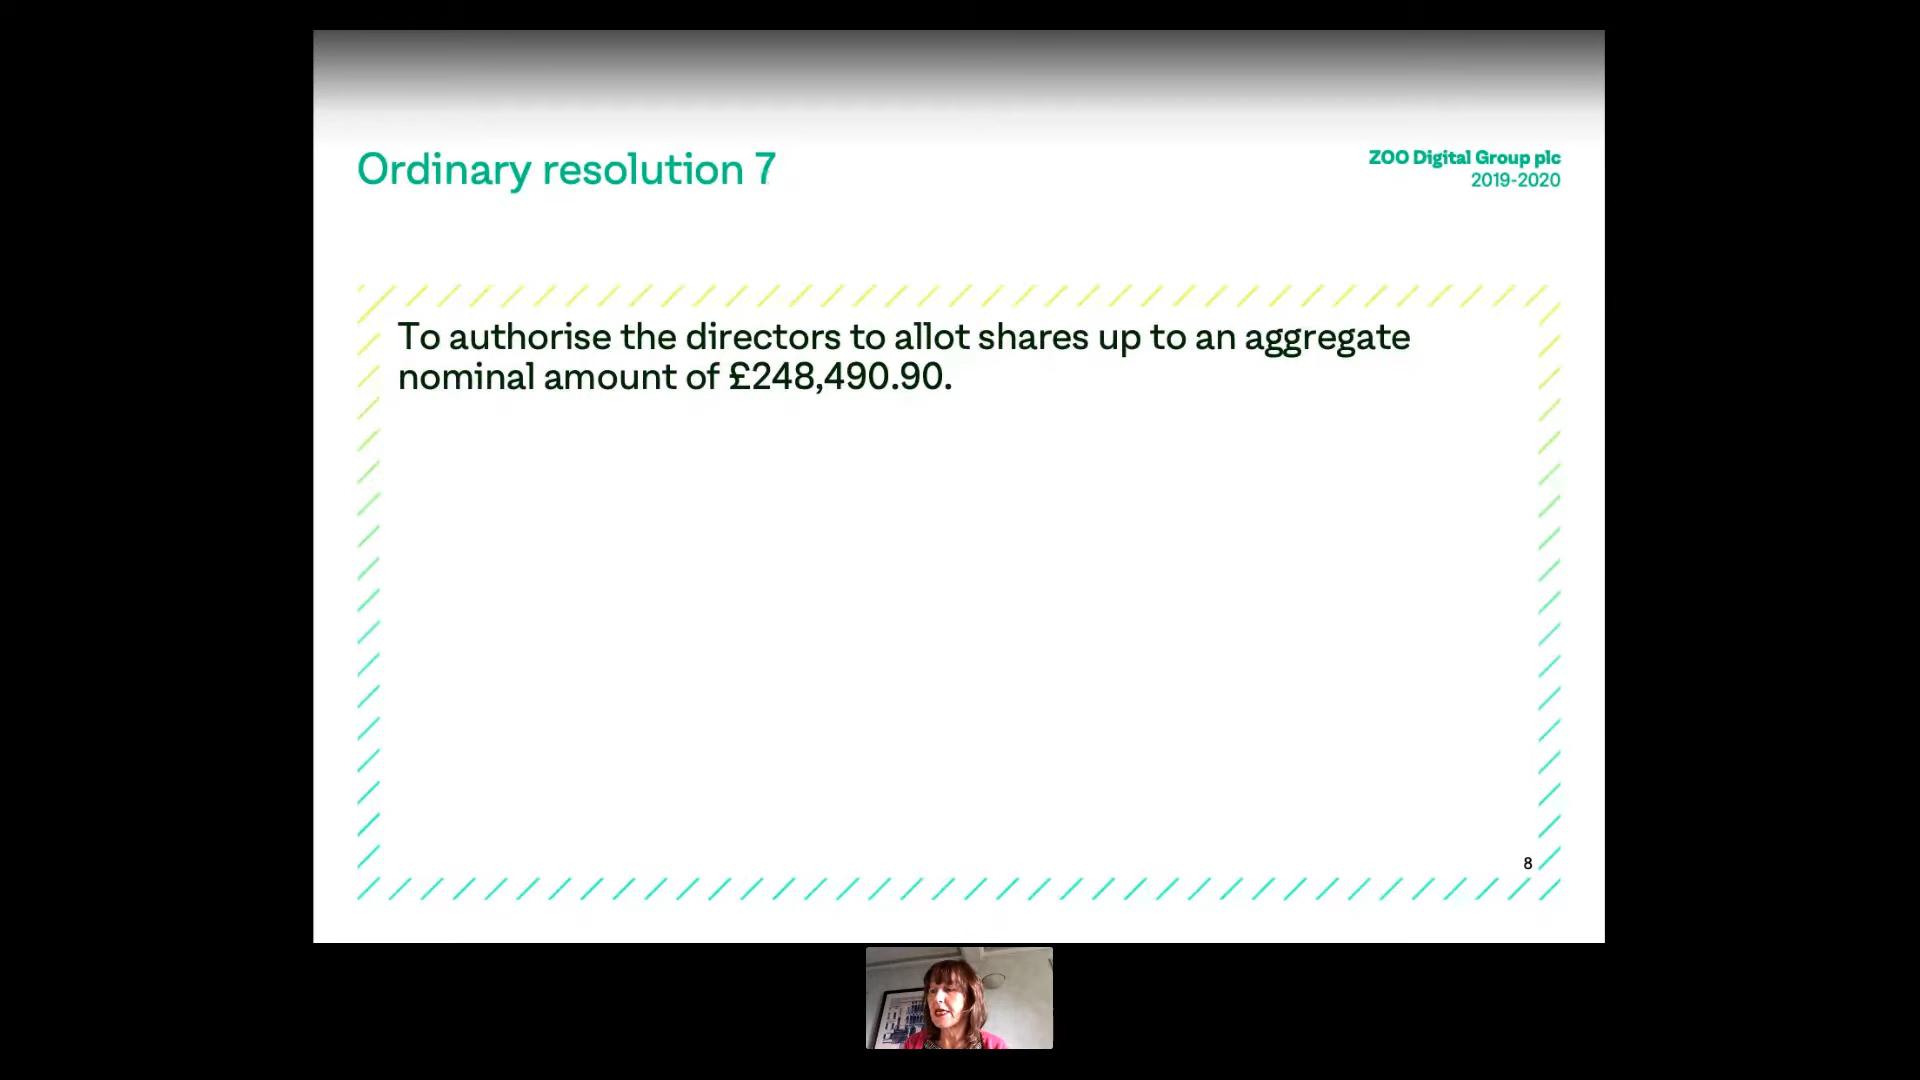 Ordinary resolution 7
ZOO Digital Group plc
2019-2020
To authorise the directors to allot shares up to an aggregate
nominal amount of £248,490.90.
8